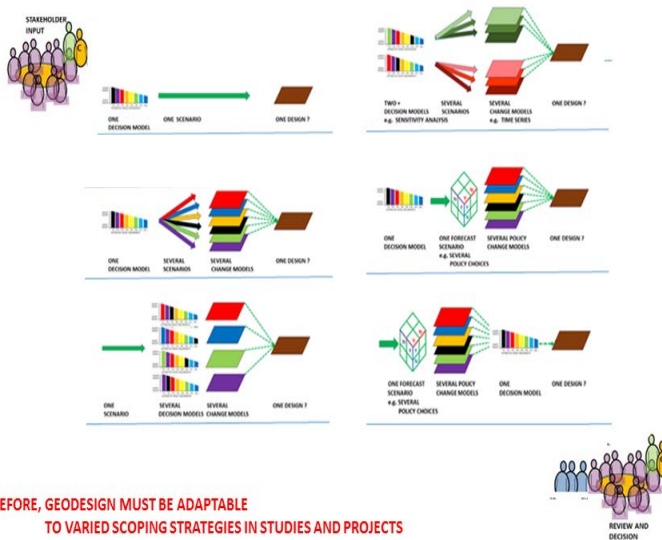 STAKEHOLDER
INPUT
C
ONE
DECISION MODEL
ONE SCENARIO
ONE DESIGN ?
TWO +
DECISION MODELS
e.g. SENSITIVITY ANALYSIS
SEVERAL
SCENARIOS
SEVERAL
CHANGE MODELS
e.g. TIME SERIES
ONE DESIGN ?
ONE
DECISION MODEL
SEVERAL
SCENARIOS
SEVERAL
CHANGE MODELS
ONE DESIGN ?
ONE
DECISION MODEL
ONE FORECAST
SCENARIO
e.g. SEVERAL
POLICY CHOICES
SEVERAL POLICY
CHANGE MODELS
ONE DESIGN ?
ONE
SCENARIO
SEVERAL
DECISION MODELS
SEVERAL
CHANGE MODELS
ONE DESIGN ?
ONE FORECAST
SCENARIO
e.g. SEVERAL
POLICY CHOICES
SEVERAL POLICY
CHANGE MODELS
ONE
DECISION MODEL
ONE DESIGN ?
EFORE, GEODESIGN MUST BE ADAPTABLE
TO VARIED SCOPING STRATEGIES IN STUDIES AND PROJECTS
REVIEW AND
DECISION